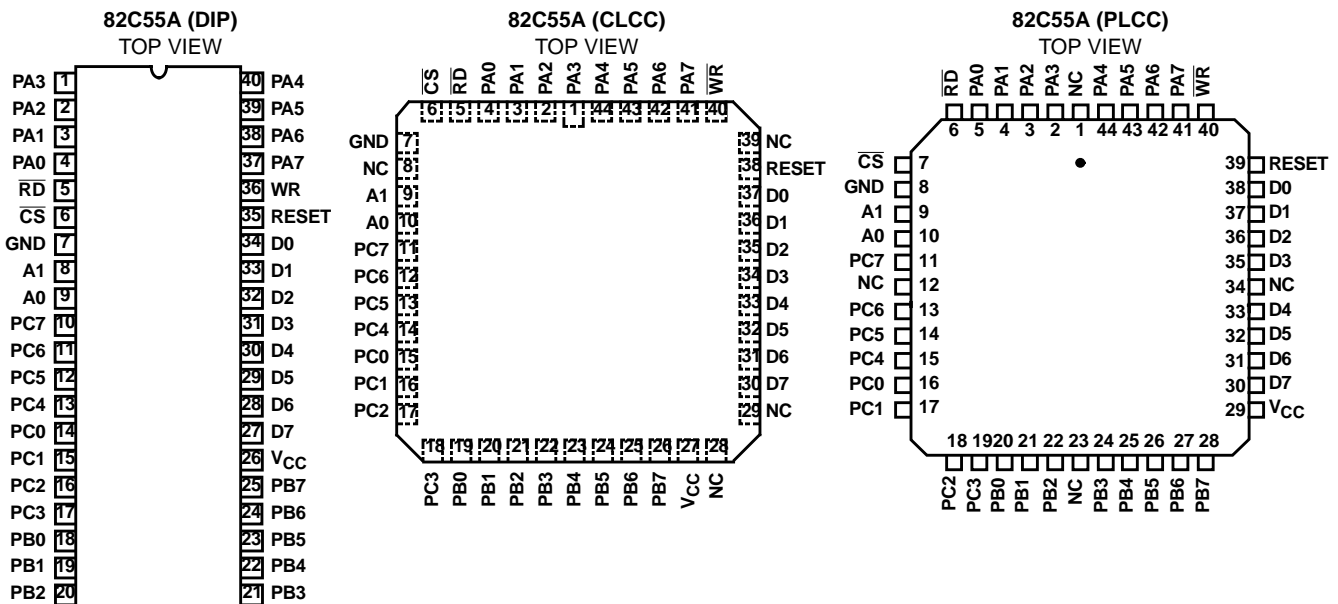 82C55A (DIP)
TOP VIEW
PA3 1 40 PA4
PA2 2 39 PA5
PA1 3 38 PA6
PA0 4 37 PA7
RD 5 36 WR
CS 6 35 RESET
GND 7 34 D0
A1 8 33 D1
A0 9 32 D2
PC7 10 31 D3
PC6 11 30 D4
PC5 12 29 D5
PC4 13 28 D6
PC0 14 27 D7
PC1 15 26 VCC
PC2 16 25 PB7
PC3 17 24 PB6
PB0 18 23 PB5
PB1 19 22 PB4
PB2 20 21 PB3
82C55A (CLCC)
TOP VIEW
CS RD PA0 PA1 PA2 PA3 PA4 PA5 PA6 PA7 WR
6 5 4 3 2 1 44 43 42 41 40
GND 7 39 NC
NC 8 38 RESET
A1 9 37 D0
A0 10 36 D1
PC7 11 35 D2
PC6 12 34 D3
PC5 13 33 D4
PC4 14 32 D5
PC0 15 31 D6
PC1 16 30 D7
PC2 17 29 NC
18 19 20 21 22 23 24 25 26 27 28
PC3 PB0 PB1 PB2 PB3 PB4 PB5 PB6 PB7 VCC NC
82C55A (PLCC)
TOP VIEW
RD PA0 PA1 PA2 PA3 NC PA4 PA5 PA6 PA7 WR
6 5 4 3 2 1 44 43 42 41 40
CS 7 39 RESET
GND 8 38 D0
A1 9 37 D1
A0 10 36 D2
PC7 11 35 D3
NC 12 34 NC
PC6 13 33 D4
PC5 14 32 D5
PC4 15 31 D6
PC0 16 30 D7
PC1 17 29 VCC
18 19 20 21 22 23 24 25 26 27 28
PC2 PC3 PB0 PB1 PB2 NC PB3 PB4 PB5 PB6 PB7